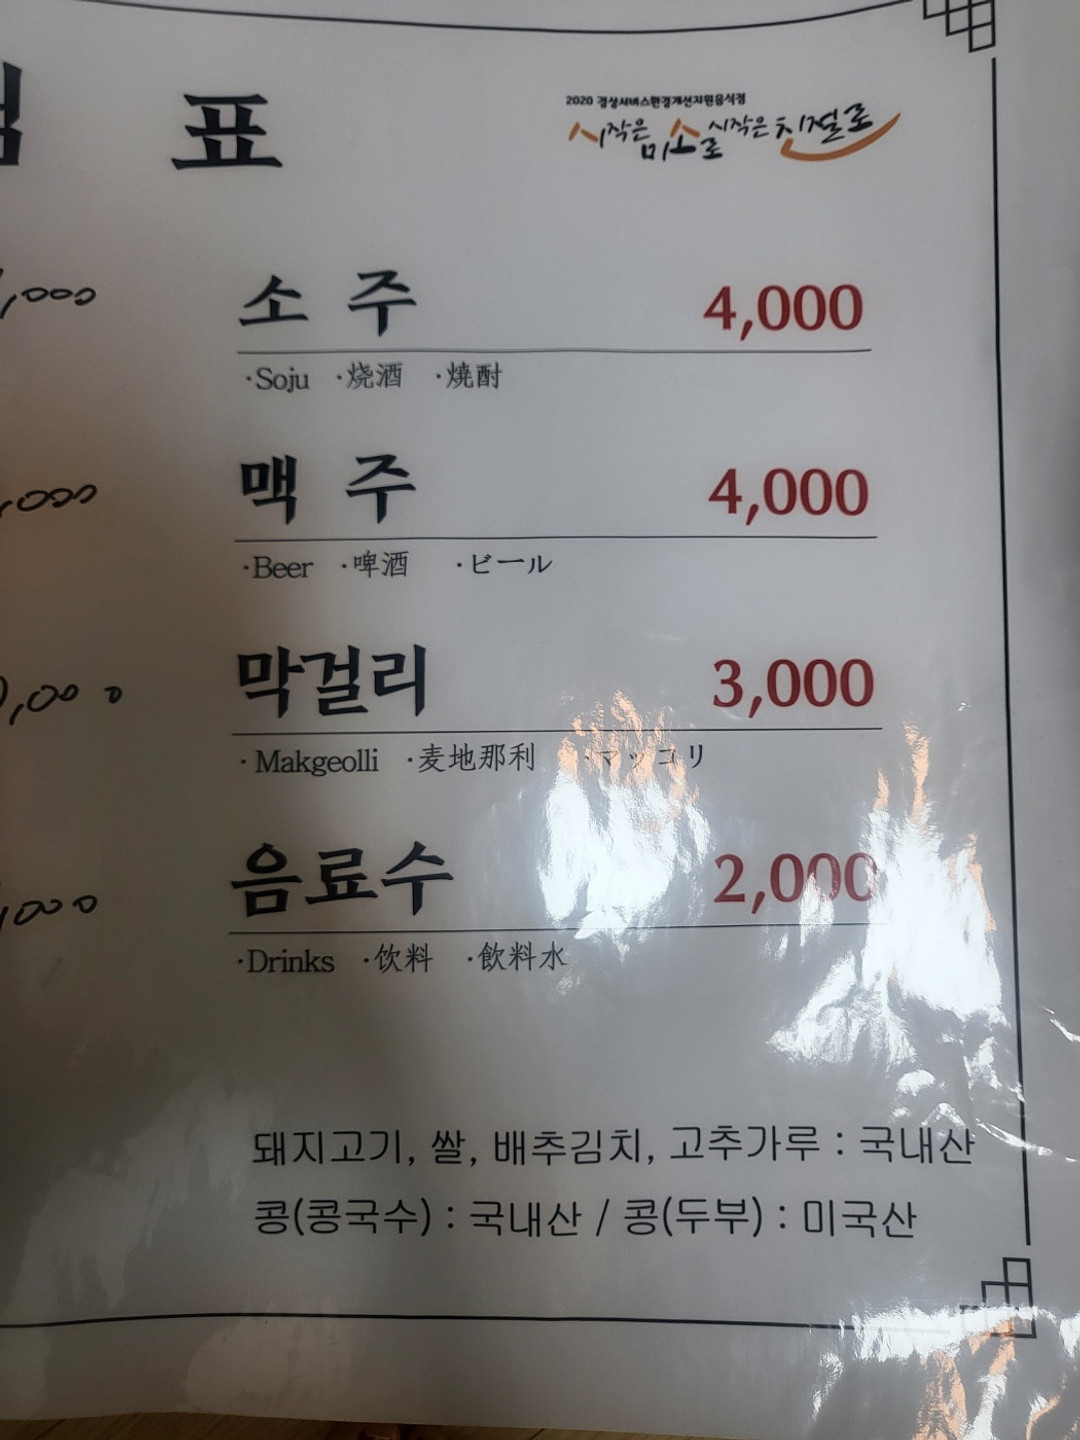 표
2020 경상서비스환경개선지원음식점
시작은 미소로 시작은 친절로
,000
소 주 4,000
·Soju ·烧酒 ·燒酎
,000
맥 주 4,000
·Beer ·啤酒 ·ビール
,000
막걸리 3,000
·Makgeolli ·麦地那利 ·マッコリ
,000
음료수 2,000
·Drinks ·饮料 ·飲料水
돼지고기, 쌀, 배추김치, 고추가루 : 국내산
콩(콩국수) : 국내산 / 콩(두부) : 미국산